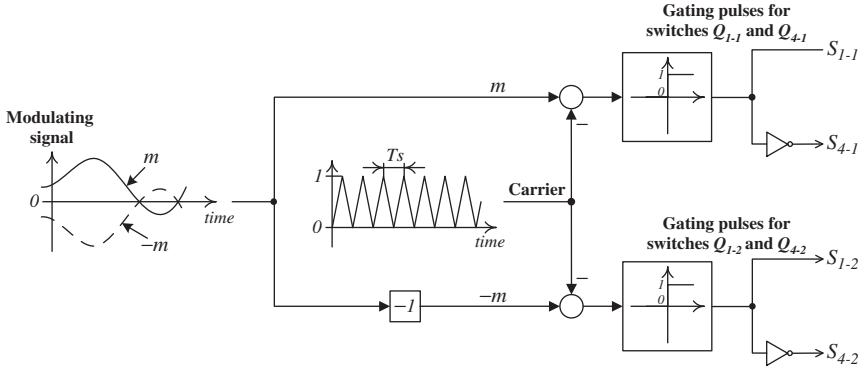 Gating pulses for
switches Q1-1 and Q4-1
S1-1
1
0
m
−
S4-1
Modulating
signal
m
0
time
−m
Ts
1
0
time
Carrier
Gating pulses for
switches Q1-2 and Q4-2
−
S1-2
1
0
−1
−m
S4-2